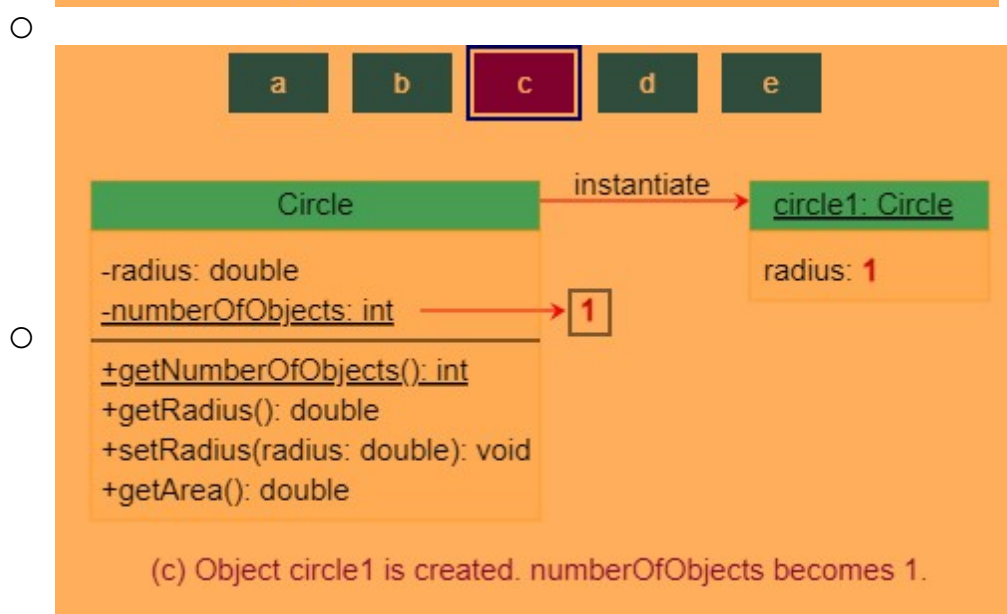 a b c d e
instantiate
Circle
circle1: Circle
-radius: double
radius: 1
-numberOfObjects: int
1
+getNumberOfObjects(): int
+getRadius(): double
+setRadius(radius: double): void
+getArea(): double
(c) Object circle1 is created. numberOfObjects becomes 1.